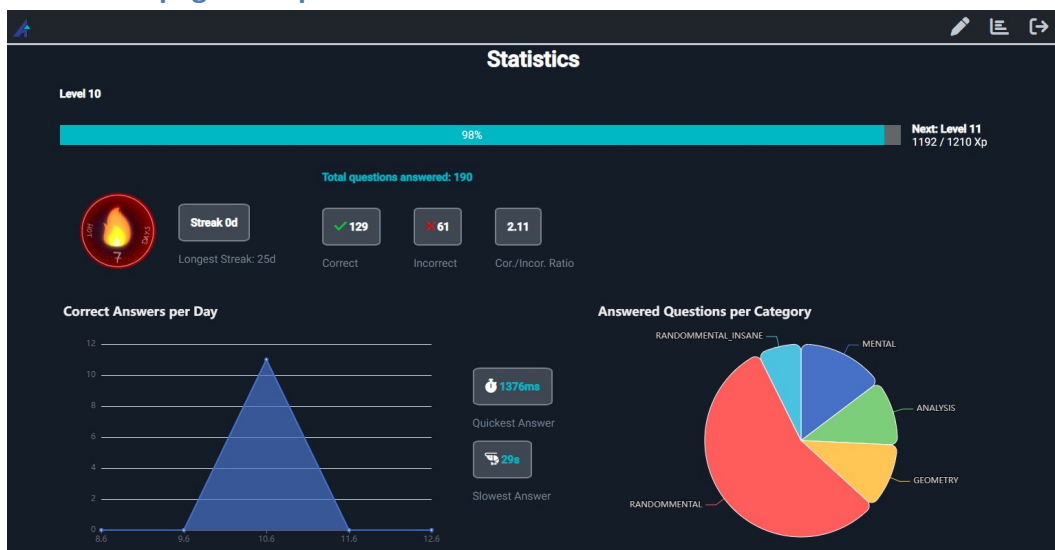 Statistics
Level 10
98%
Next: Level 11
1192 / 1210 Xp
Total questions answered: 190
HOT
7
DAYS
Streak 0d
Longest Streak: 25d
129
Correct
61
Incorrect
2.11
Cor./Incor. Ratio
Correct Answers per Day
12
10
8
6
4
2
0
8.6
9.6
10.6
11.6
12.6
1376ms
Quickest Answer
29s
Slowest Answer
Answered Questions per Category
RANDOMMENTAL_INSANE
MENTAL
ANALYSIS
GEOMETRY
RANDOMMENTAL